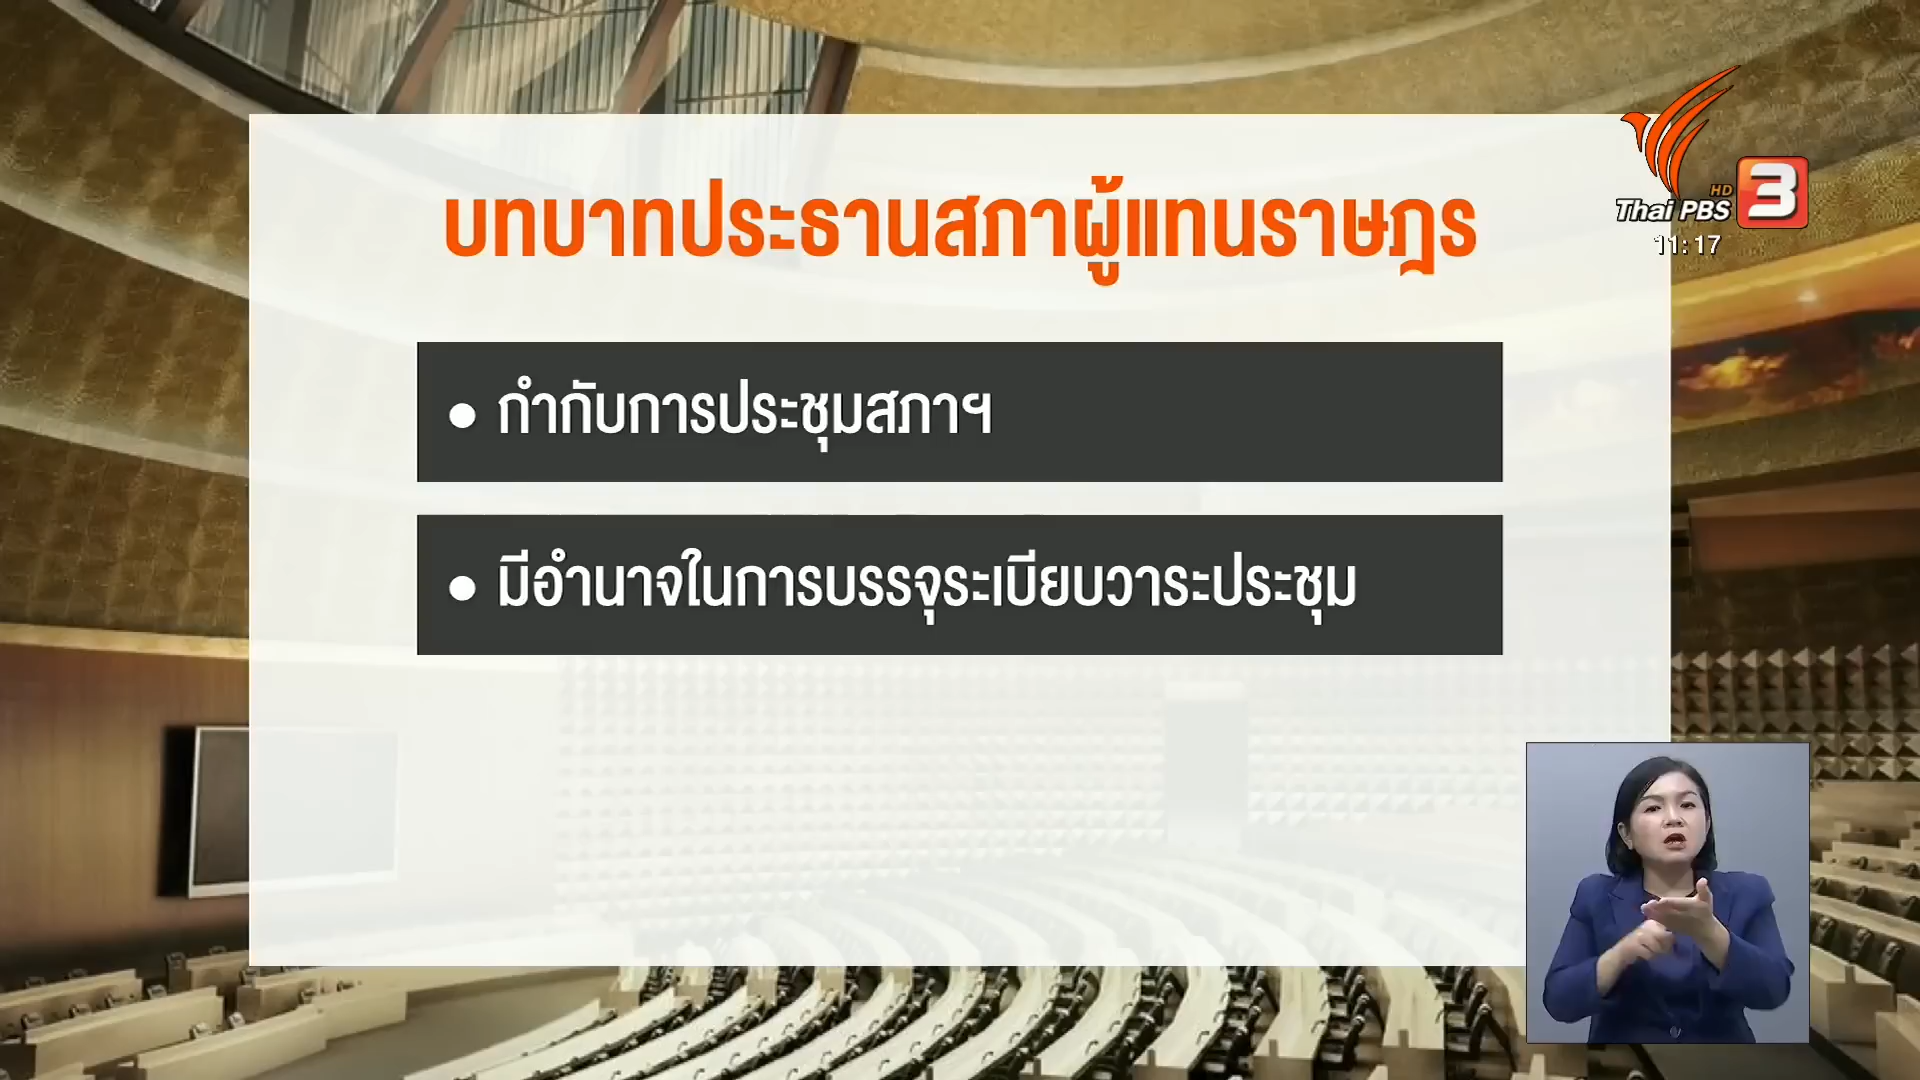 บทบาทประธานสภาผู้แทนราษฎร
HD
Thai PBS 3
11:17
● กำกับการประชุมสภาฯ
● มีอำนาจในการบรรจุระเบียบวาระประชุม